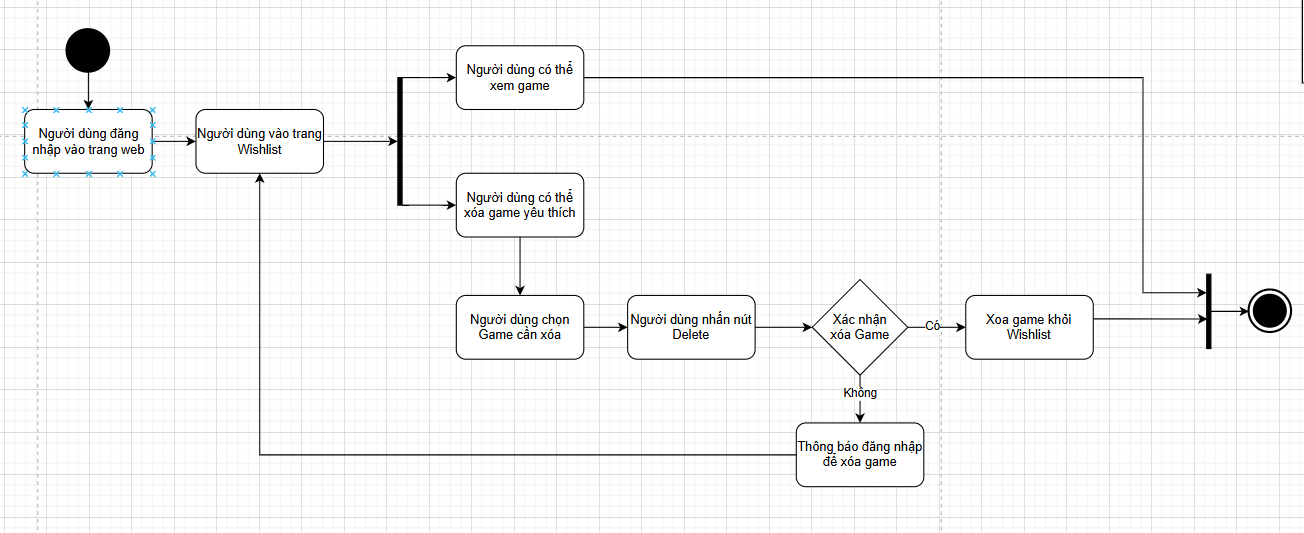 Người dùng đăng
nhập vào trang web
Người dùng vào trang
Wishlist
Người dùng có thể
xem game
Người dùng có thể
xóa game yêu thích
Người dùng chọn
Game cần xóa
Người dùng nhấn nút
Delete
Xác nhận
xóa Game
Có
Xoa game khỏi
Wishlist
Không
Thông báo đăng nhập
để xóa game